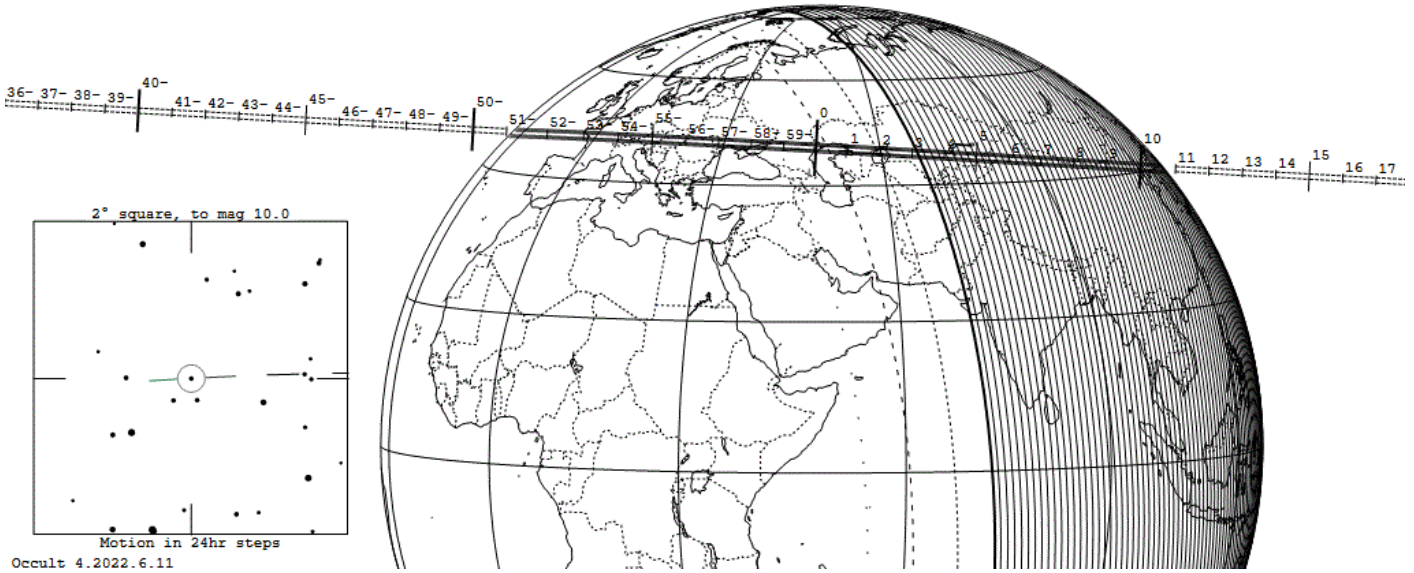 36- 37- 38- 39- 40- 41- 42- 43- 44- 45- 46- 47- 48- 49- 50- 51- 52- 53- 54- 55- 56- 57- 58- 59- 0 1 2 3 4 5 6 7 8 9 10 11 12 13 14 15 16 17
2° square, to mag 10.0
Motion in 24hr steps
Occult 4.2022.6.11